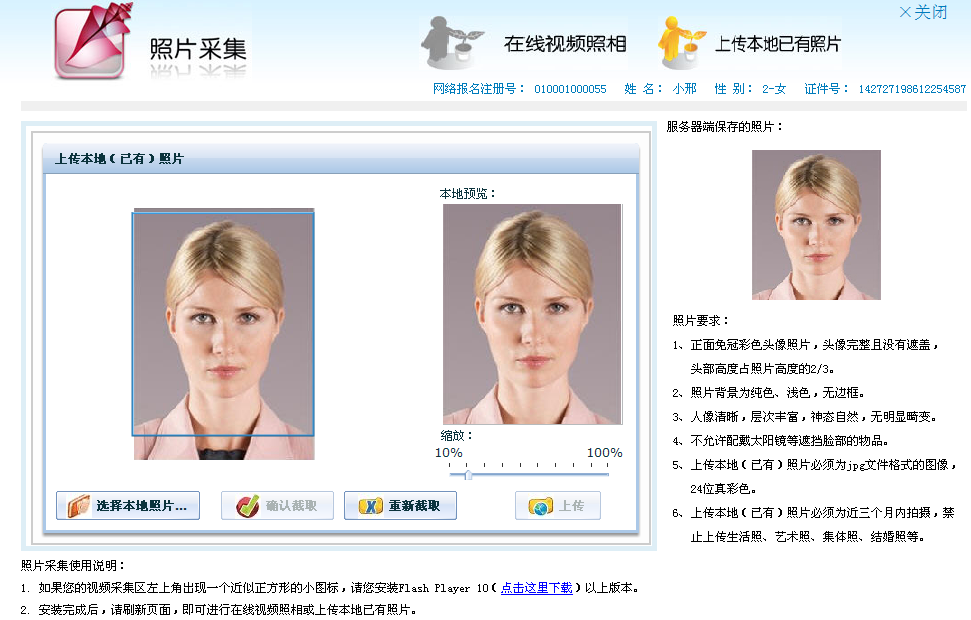 ×关闭
照片采集
在线视频照相
上传本地已有照片
网络报名注册号： 010001000055 姓 名： 小邢 性 别： 2-女 证件号： 142727198612254587
上传本地（已有）照片
本地预览：
缩放：
10% 100%
选择本地照片...
确认截取
重新截取
上传
服务器端保存的照片：
照片要求：
1、正面免冠彩色头像照片，头像完整且没有遮盖，
头部高度占照片高度的2/3。
2、照片背景为纯色、浅色，无边框。
3、人像清晰，层次丰富，神态自然，无明显畸变。
4、不允许配戴太阳镜等遮挡脸部的物品。
5、上传本地（已有）照片必须为jpg文件格式的图像，
24位真彩色。
6、上传本地（已有）照片必须为近三个月内拍摄，禁
止上传生活照、艺术照、集体照、结婚照等。
照片采集使用说明：
1. 如果您的视频采集区左上角出现一个近似正方形的小图标，请您安装Flash Player 10（点击这里下载）以上版本。
2. 安装完成后，请刷新页面，即可进行在线视频照相或上传本地已有照片。